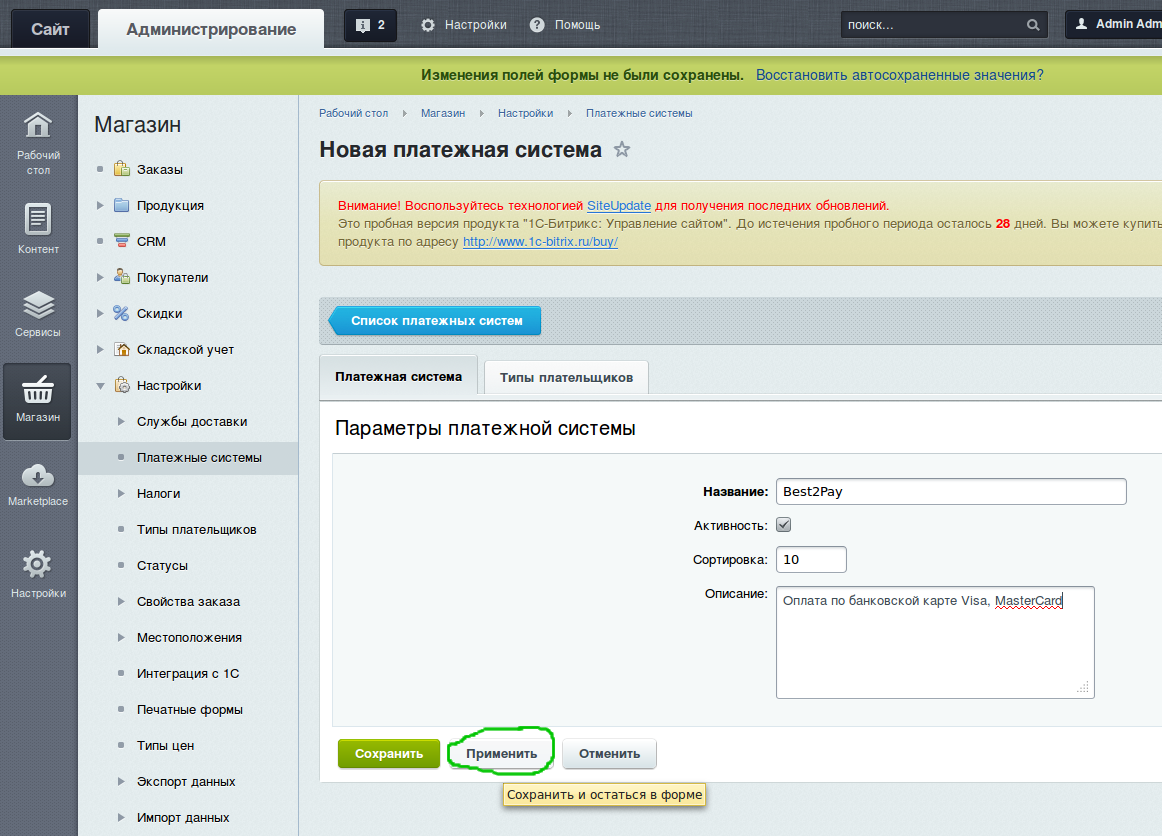 Сайт
Администрирование
2
Настройки
Помощь
поиск...
Admin Adm
Изменения полей формы не были сохранены. Восстановить автосохраненные значения?
Рабочий стол
Контент
Сервисы
Магазин
Marketplace
Настройки
Магазин
Заказы
Продукция
CRM
Покупатели
Скидки
Складской учет
Настройки
Службы доставки
Платежные системы
Налоги
Типы плательщиков
Статусы
Свойства заказа
Местоположения
Интеграция с 1С
Печатные формы
Типы цен
Экспорт данных
Импорт данных
Рабочий стол Магазин Настройки Платежные системы
Новая платежная система
Внимание! Воспользуйтесь технологией SiteUpdate для получения последних обновлений.
Это пробная версия продукта "1С-Битрикс: Управление сайтом". До истечения пробного периода осталось 28 дней. Вы можете купить
продукта по адресу http://www.1c-bitrix.ru/buy/
Список платежных систем
Платежная система
Типы плательщиков
Параметры платежной системы
Название: Best2Pay
Активность:
Сортировка: 10
Описание: Оплата по банковской карте Visa, MasterCard
Сохранить
Применить
Отменить
Сохранить и остаться в форме